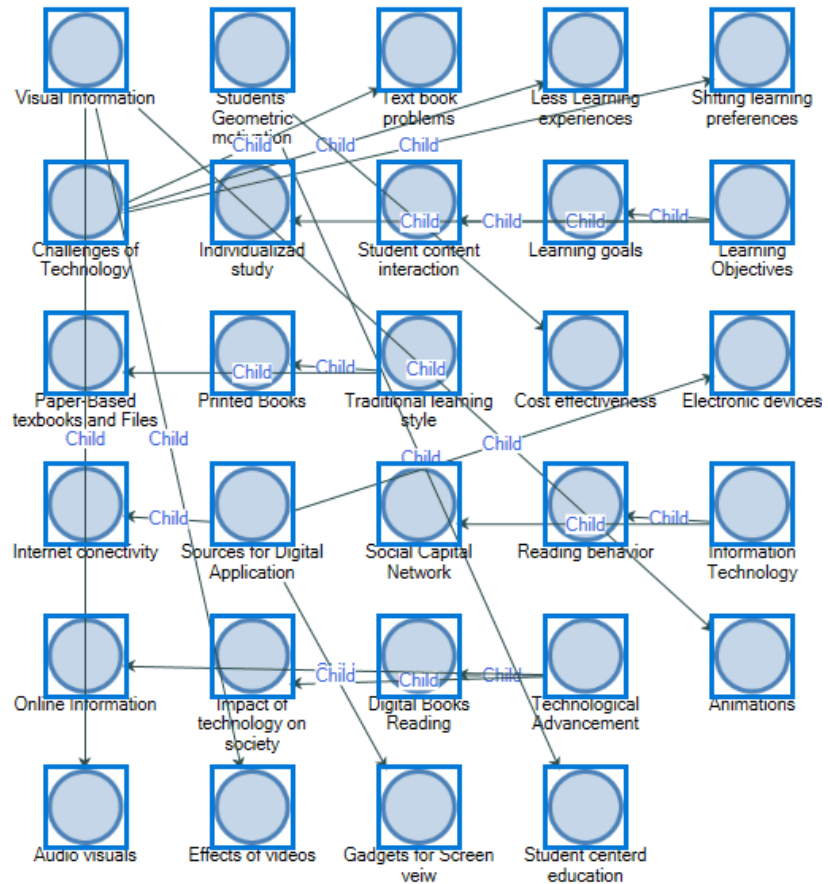 Visual Information
Students
Geometric
motivation
Text book
problems
Less Learning
experiences
Shifting learning
preferences
Child
Child
Child
Challenges of
Technology
Individualizad
study
Student content
interaction
Learning goals
Learning
Objectives
Child
Child
Child
Child
Paper-Based
texbooks and Files
Printed Books
Traditional learning
style
Cost effectiveness
Electronic devices
Child
Child
Child
Child
Child
Child
Child
Internet conectivity
Sources for Digital
Application
Social Capital
Network
Reading behavior
Information
Technology
Child
Child
Child
Child
Online Information
Impact of
technology on
society
Digital Books
Reading
Technological
Advancement
Animations
Child
Child
Child
Audio visuals
Effects of videos
Gadgets for Screen
veiw
Student centerd
education